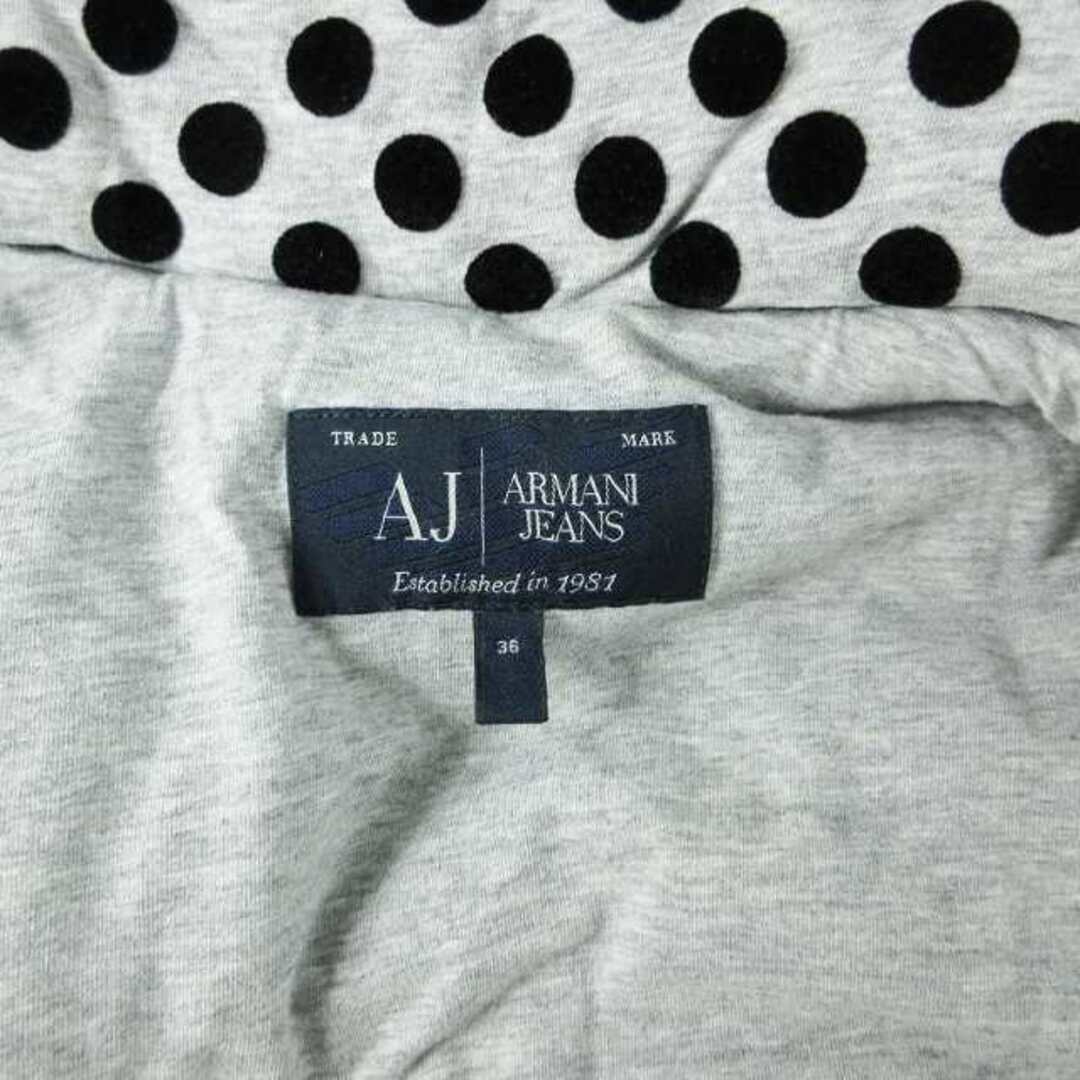 TRADE MARK
AJ ARMANI
JEANS
Established in 1981
36